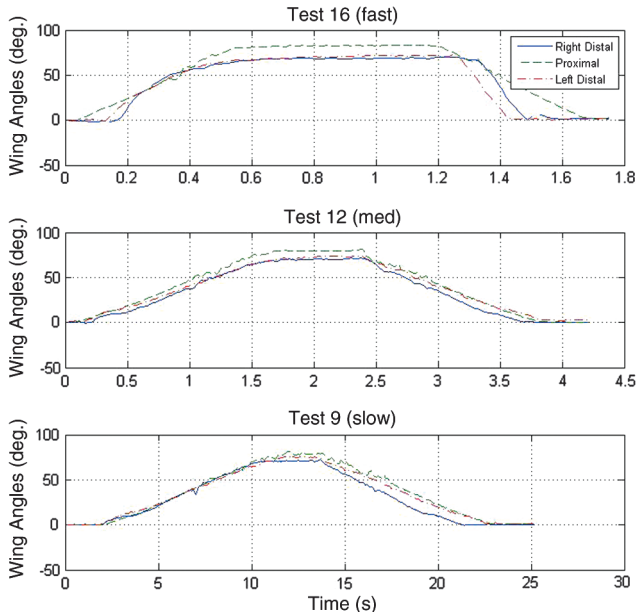 Test 16 (fast)
Wing Angles (deg.)
100
50
0
-50
0 0.2 0.4 0.6 0.8 1 1.2 1.4 1.6 1.8
Right Distal
Proximal
Left Distal
Test 12 (med)
Wing Angles (deg.)
100
50
0
50
0 0.5 1 1.5 2 2.5 3 3.5 4 4.5
Test 9 (slow)
Wing Angles (deg.)
100
50
0
-50
0 5 10 15 20 25 30
Time (s)